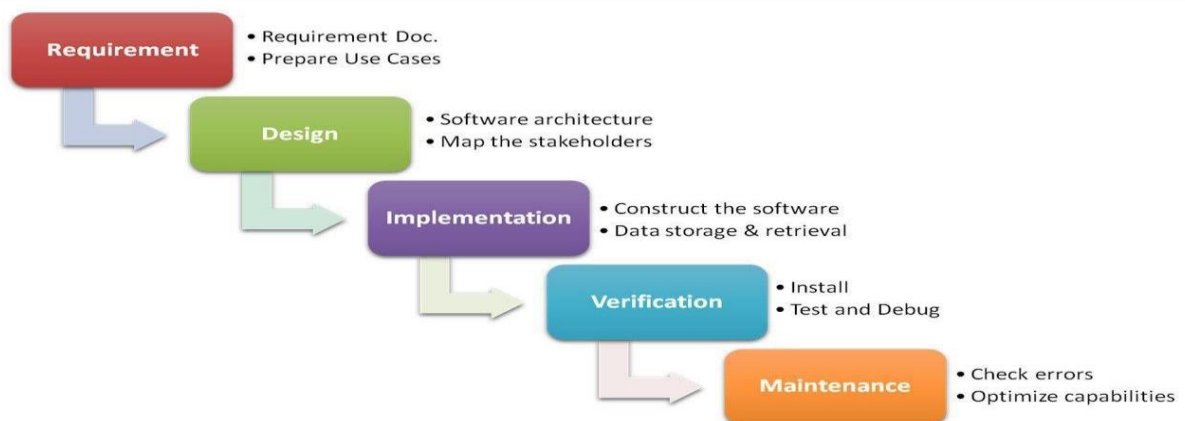 Requirement
• Requirement Doc.
• Prepare Use Cases
Design
• Software architecture
• Map the stakeholders
Implementation
• Construct the software
• Data storage & retrieval
Verification
• Install
• Test and Debug
Maintenance
• Check errors
• Optimize capabilities